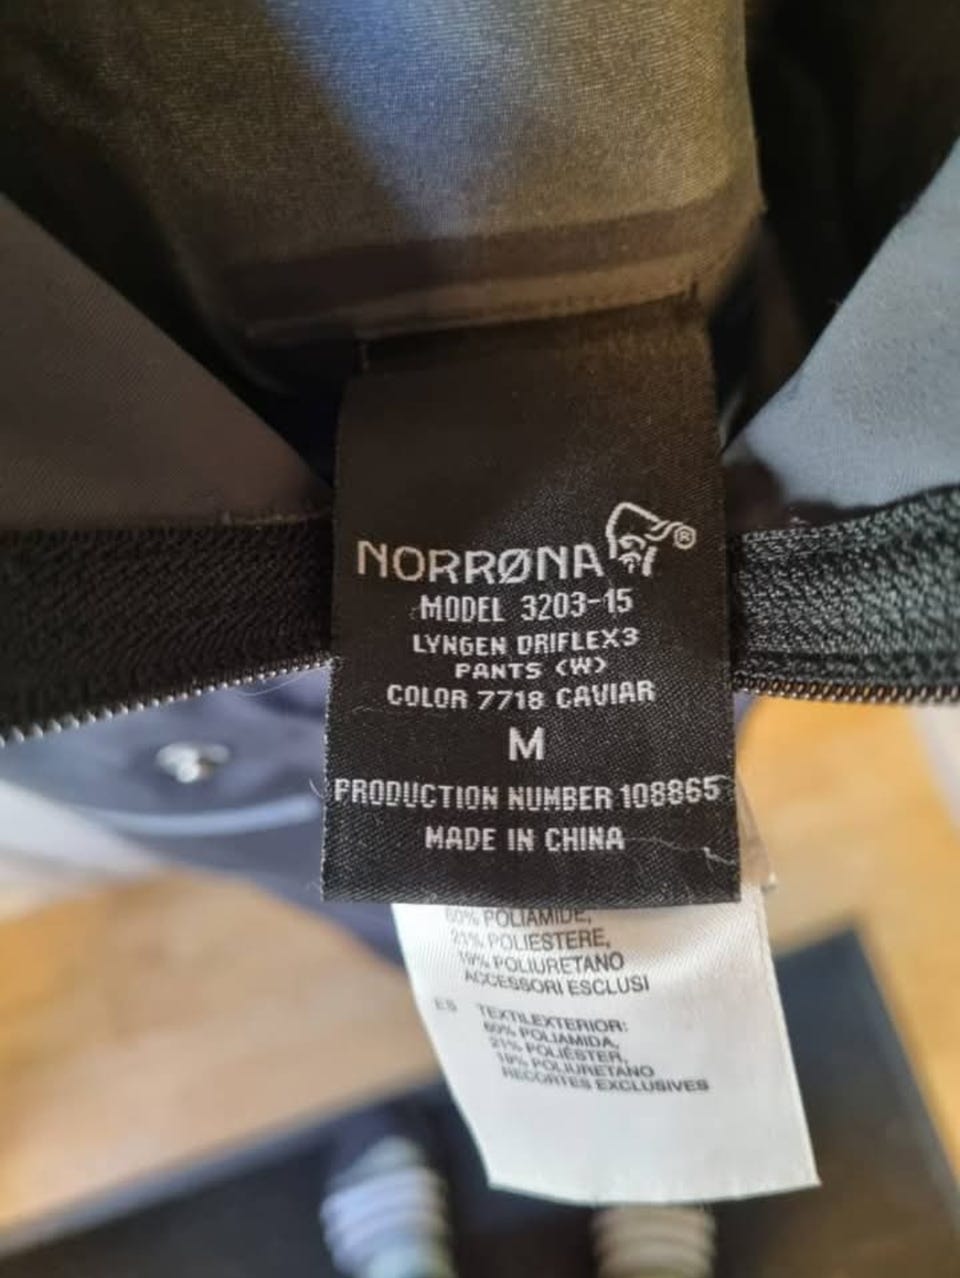 NORRØNA®
MODEL 3203-15
LYNGEN DRIFLEX3
PANTS (W)
COLOR 7718 CAVIAR
M
PRODUCTION NUMBER 108865
MADE IN CHINA
60% POLIAMIDE,
21% POLIESTERE,
19% POLIURETANO
ACCESSORI ESCLUSI
ES TEXTILEXTERIOR:
60% POLIAMIDA,
21% POLIÉSTER,
19% POLIURETANO
RECORTES EXCLUSIVES